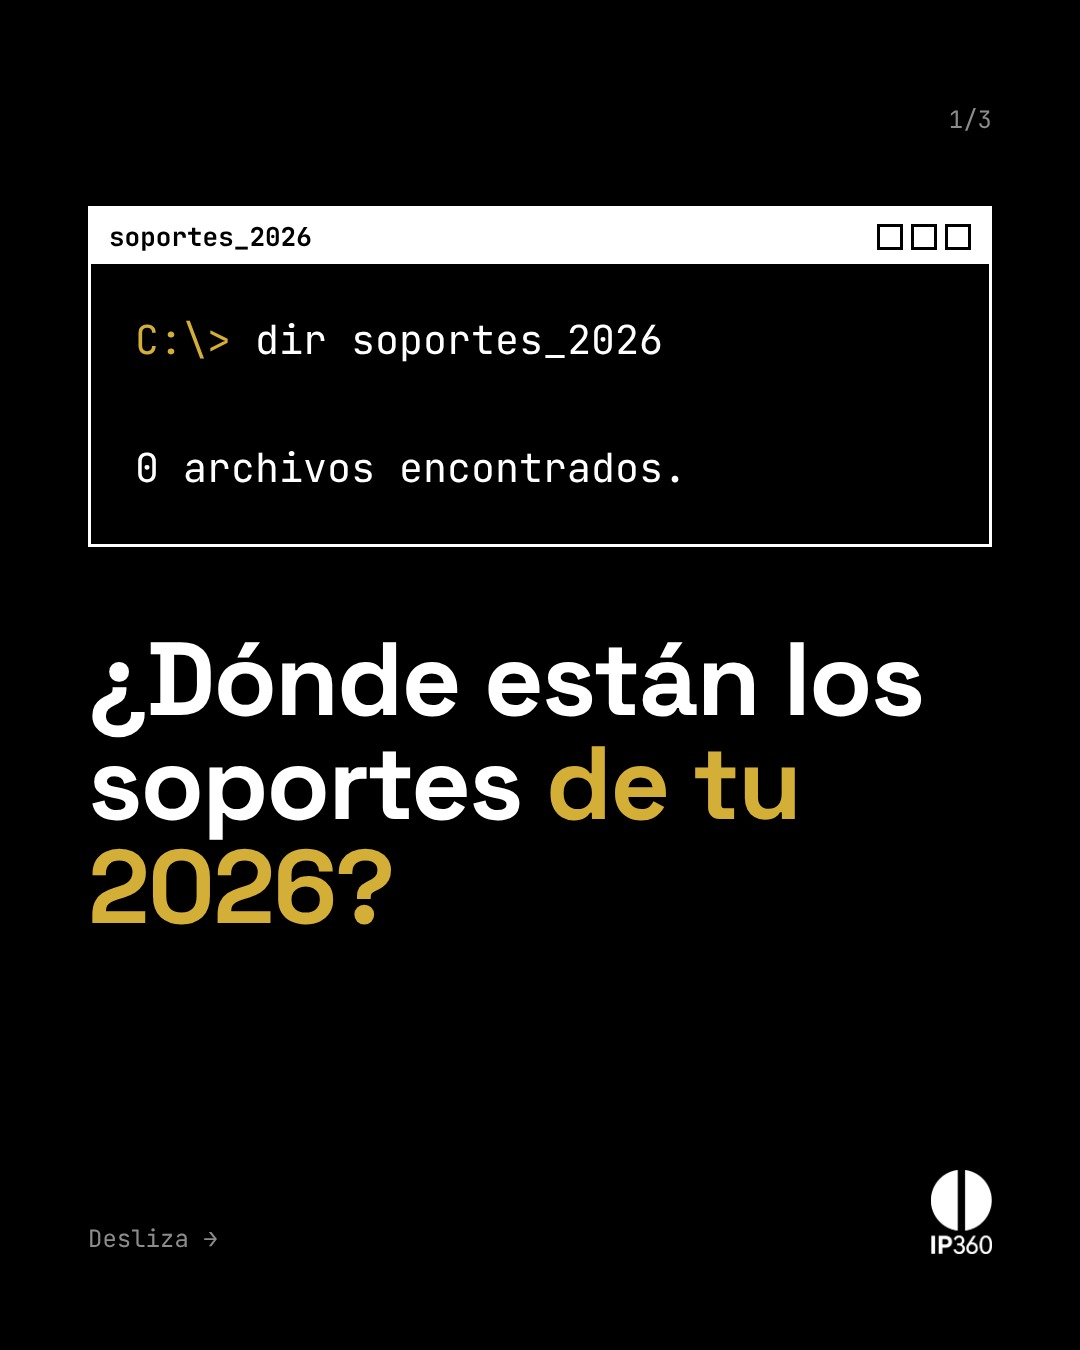 1/3
soportes_2026
C:\> dir soportes_2026
0 archivos encontrados.
¿Dónde están los
soportes de tu
2026?
Desliza →
IP360